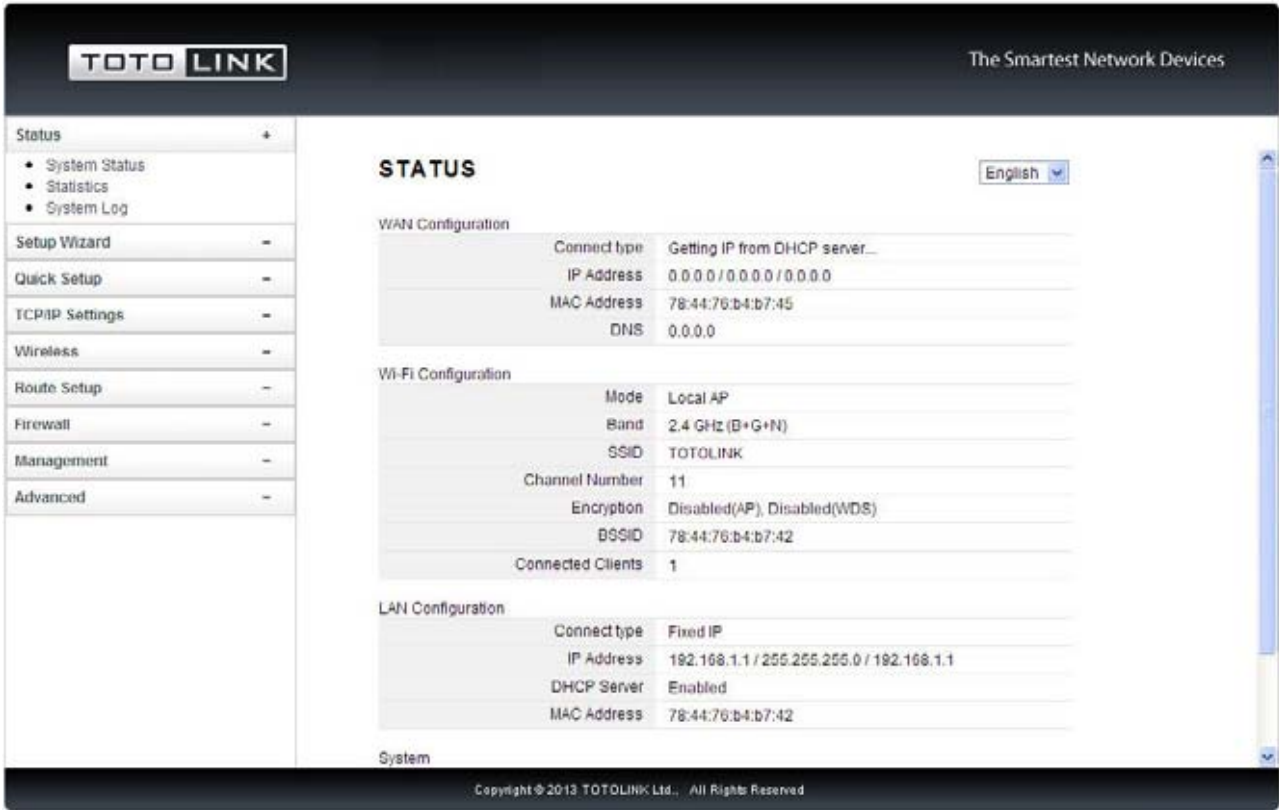 TOTO LINK
The Smartest Network Devices
Status +
System Status
Statistics
System Log
Setup Wizard -
Quick Setup -
TCP/IP Settings -
Wireless -
Route Setup -
Firewall -
Management -
Advanced -
STATUS
English
WAN Configuration
Connect type Getting IP from DHCP server...
IP Address 0.0.0.0 / 0.0.0.0 / 0.0.0.0
MAC Address 78:44:76:b4:b7:45
DNS 0.0.0.0
Wi-Fi Configuration
Mode Local AP
Band 2.4 GHz (B+G+N)
SSID TOTOLINK
Channel Number 11
Encryption Disabled(AP), Disabled(WDS)
BSSID 78:44:76:b4:b7:42
Connected Clients 1
LAN Configuration
Connect type Fixed IP
IP Address 192.168.1.1 / 255.255.255.0 / 192.168.1.1
DHCP Server Enabled
MAC Address 78:44:76:b4:b7:42
System
Copyright © 2013 TOTOLINK Ltd., All Rights Reserved